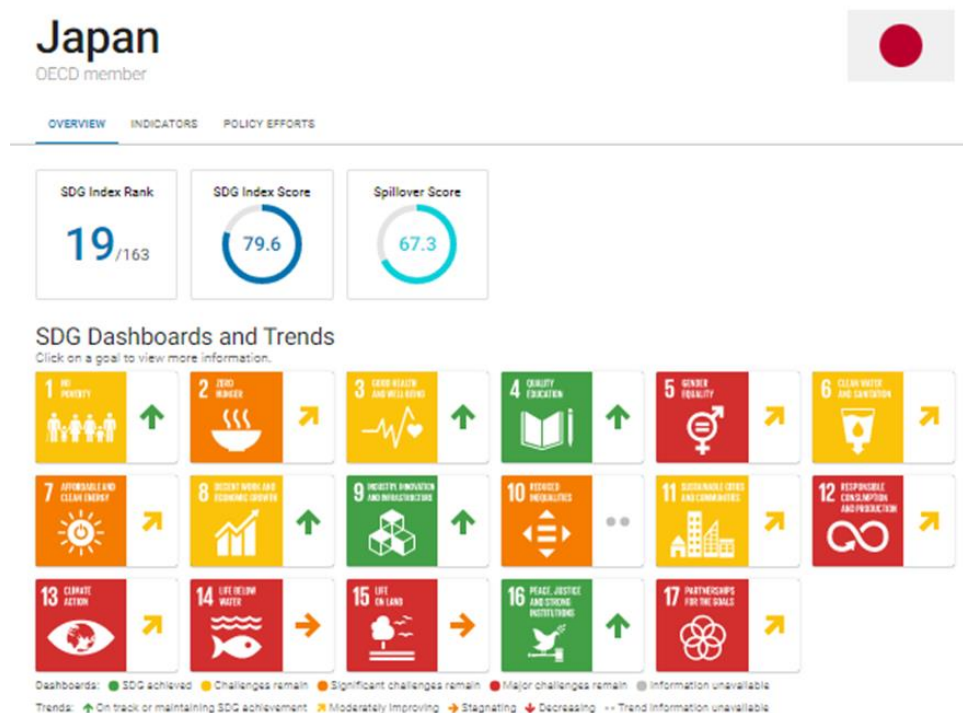 Japan
OECD member
OVERVIEW INDICATORS POLICY EFFORTS
SDG Index Rank
19/163
SDG Index Score
79.6
Spillover Score
67.3
SDG Dashboards and Trends
Click on a goal to view more information.
1 NO
POVERTY
2 ZERO
HUNGER
3 GOOD HEALTH
AND WELL-BEING
4 QUALITY
EDUCATION
5 GENDER
EQUALITY
6 CLEAN WATER
AND SANITATION
7 AFFORDABLE AND
CLEAN ENERGY
8 DECENT WORK AND
ECONOMIC GROWTH
9 INDUSTRY, INNOVATION
AND INFRASTRUCTURE
10 REDUCED
INEQUALITIES
11 SUSTAINABLE CITIES
AND COMMUNITIES
12 RESPONSIBLE
CONSUMPTION
AND PRODUCTION
13 CLIMATE
ACTION
14 LIFE BELOW
WATER
15 LIFE
ON LAND
16 PEACE, JUSTICE
AND STRONG
INSTITUTIONS
17 PARTNERSHIPS
FOR THE GOALS
Dashboards: SDG achieved Challenges remain Significant challenges remain Major challenges remain Information unavailable
Trends: On track or maintaining SDG achievement Moderately improving Stagnating Decreasing Trend information unavailable